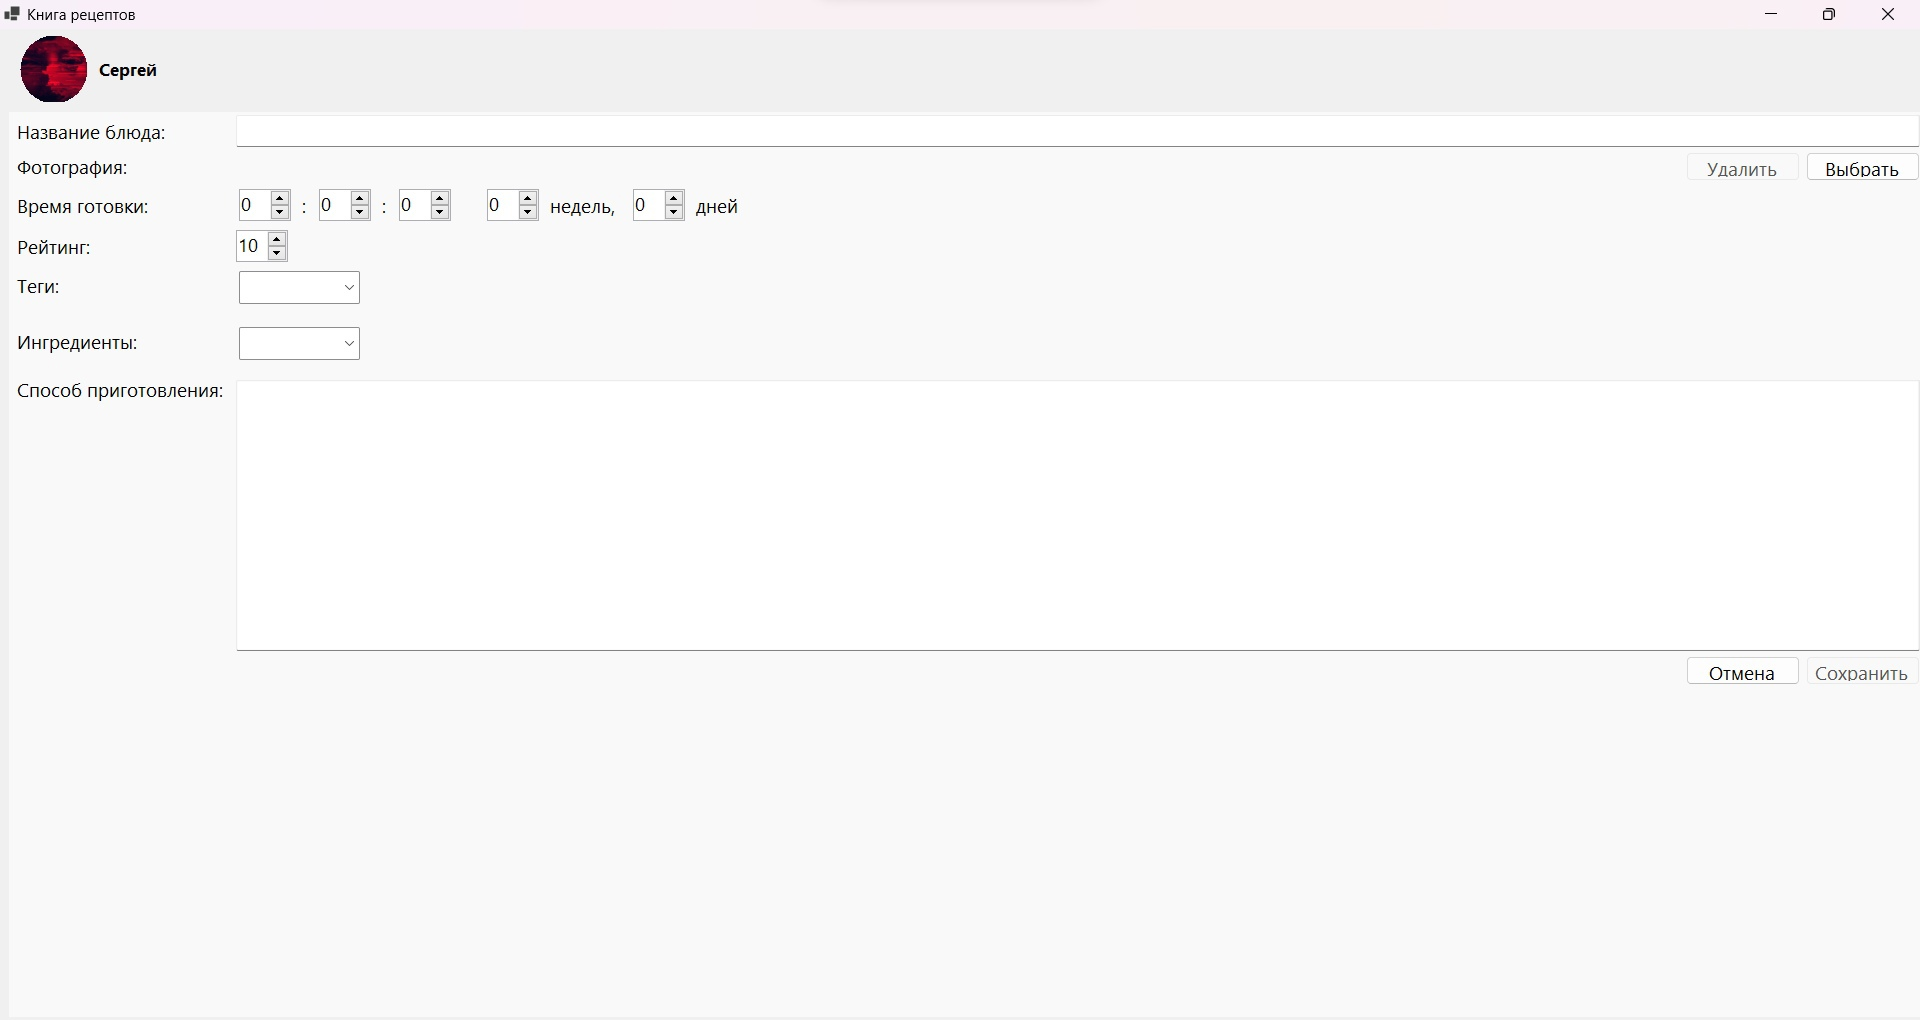 Книга рецептов
Сергей
Название блюда:
Фотография: Удалить Выбрать
Время готовки: 0 : 0 : 0 0 недель, 0 дней
Рейтинг: 10
Теги:
Ингредиенты:
Способ приготовления:
Отмена Сохранить